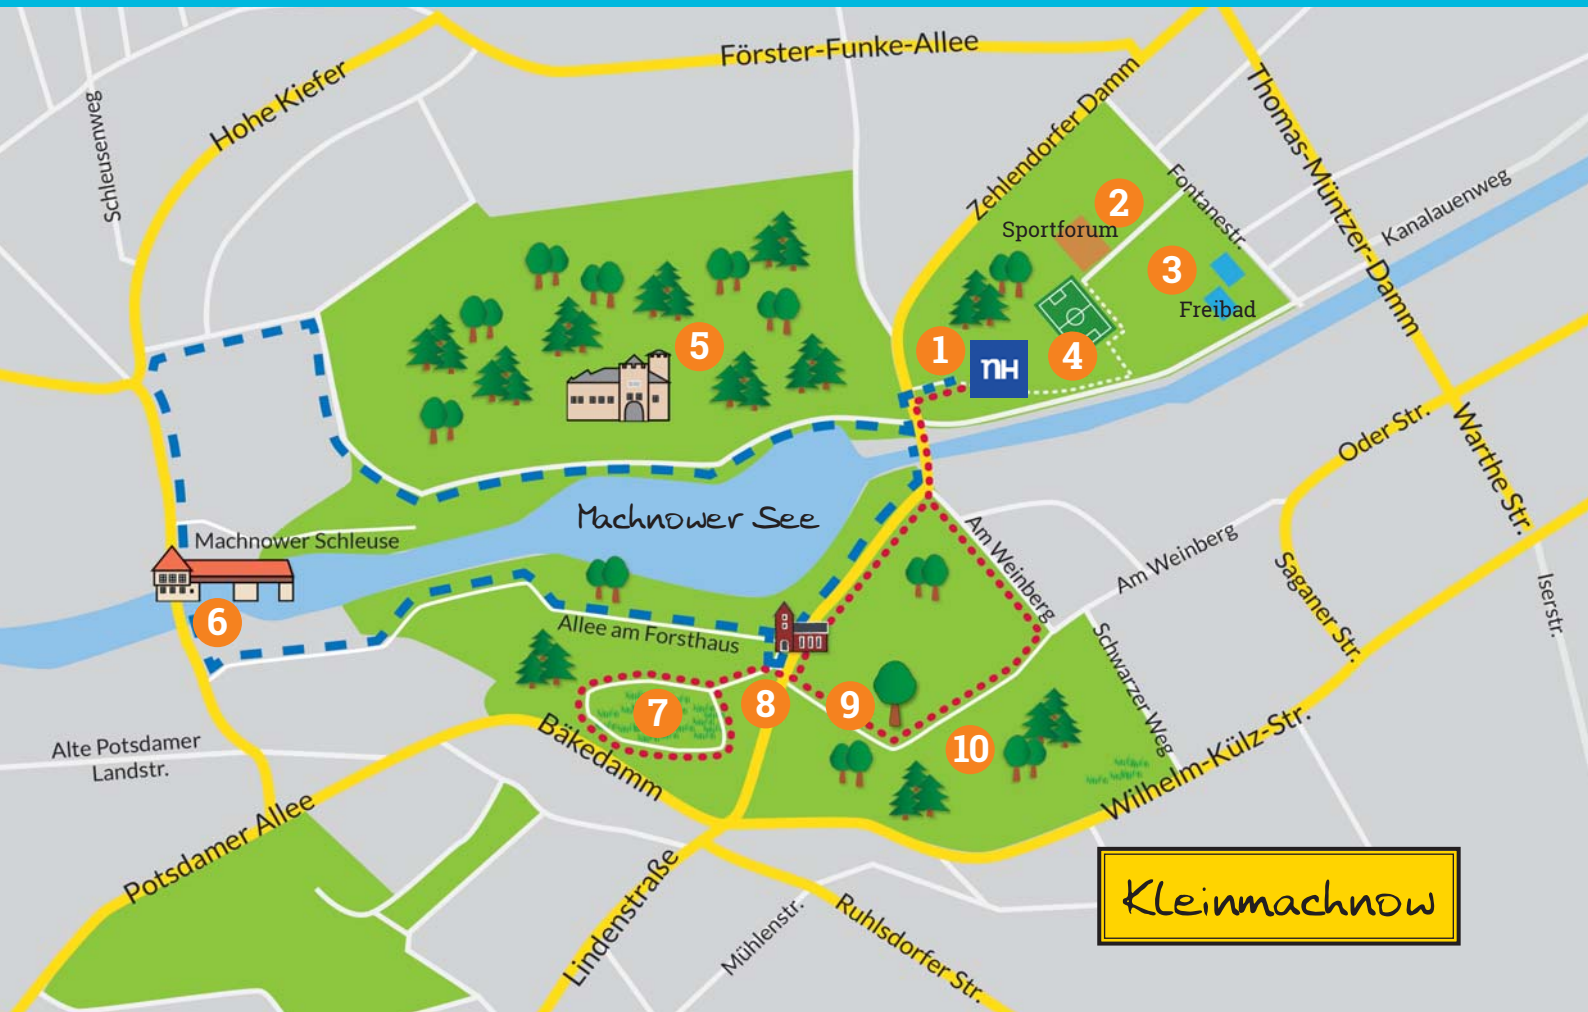 Förster-Funke-Allee
Hohe Kiefer
Schleusenweg
Zehlendorfer Damm
Thomas-Müntzer-Damm
Fontanestr.
Kanalauenweg
2
Sportforum
3
Freibad
1
nH
4
5
Oder Str.
Warthe Str.
Machnower See
Machnower Schleuse
Am Weinberg
Am Weinberg
Saganer Str.
Iserstr.
6
Allee am Forsthaus
Schwarzer Weg
7
8
9
10
Bäkedamm
Alte Potsdamer
Landstr.
Wilhelm-Külz-Str.
Potsdamer Allee
Lindenstraße
Mühlenstr.
Ruhlsdorfer Str.
Kleinmachnow